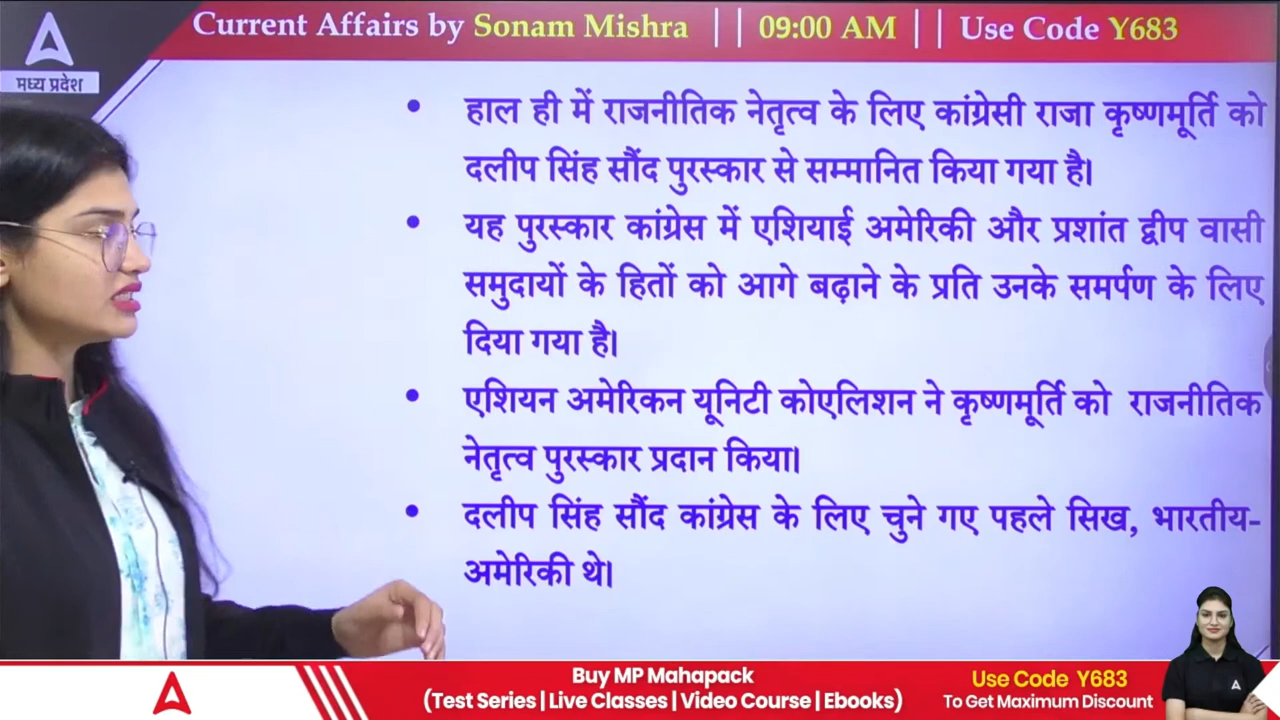 Current Affairs by Sonam Mishra || 09:00 AM || Use Code Y683
मध्य प्रदेश
• हाल ही में राजनीतिक नेतृत्व के लिए कांग्रेसी राजा कृष्णमूर्ति को
दलीप सिंह सौंद पुरस्कार से सम्मानित किया गया है।
• यह पुरस्कार कांग्रेस में एशियाई अमेरिकी और प्रशांत द्वीप वासी
समुदायों के हितों को आगे बढ़ाने के प्रति उनके समर्पण के लिए
दिया गया है।
• एशियन अमेरिकन यूनिटी कोएलिशन ने कृष्णमूर्ति को राजनीतिक
नेतृत्व पुरस्कार प्रदान किया।
• दलीप सिंह सौंद कांग्रेस के लिए चुने गए पहले सिख, भारतीय-
अमेरिकी थे।
Buy MP Mahapack
(Test Series | Live Classes | Video Course | Ebooks)
Use Code Y683
To Get Maximum Discount